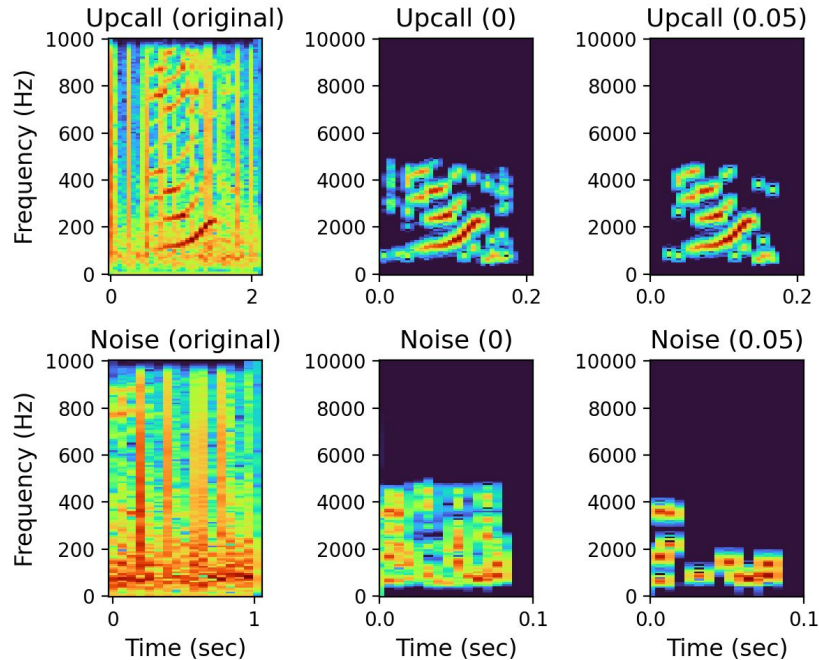 Upcall (original) Upcall (0) Upcall (0.05)
1000 10000 10000
800 8000 8000
600 6000 6000
400 4000 4000
200 2000 2000
0 0 0
Frequency (Hz)
0 2 0.0 0.2 0.0 0.2
Noise (original) Noise (0) Noise (0.05)
1000 10000 10000
800 8000 8000
600 6000 6000
400 4000 4000
200 2000 2000
0 0 0
Frequency (Hz)
0 1 0.0 0.1 0.0 0.1
Time (sec) Time (sec) Time (sec)